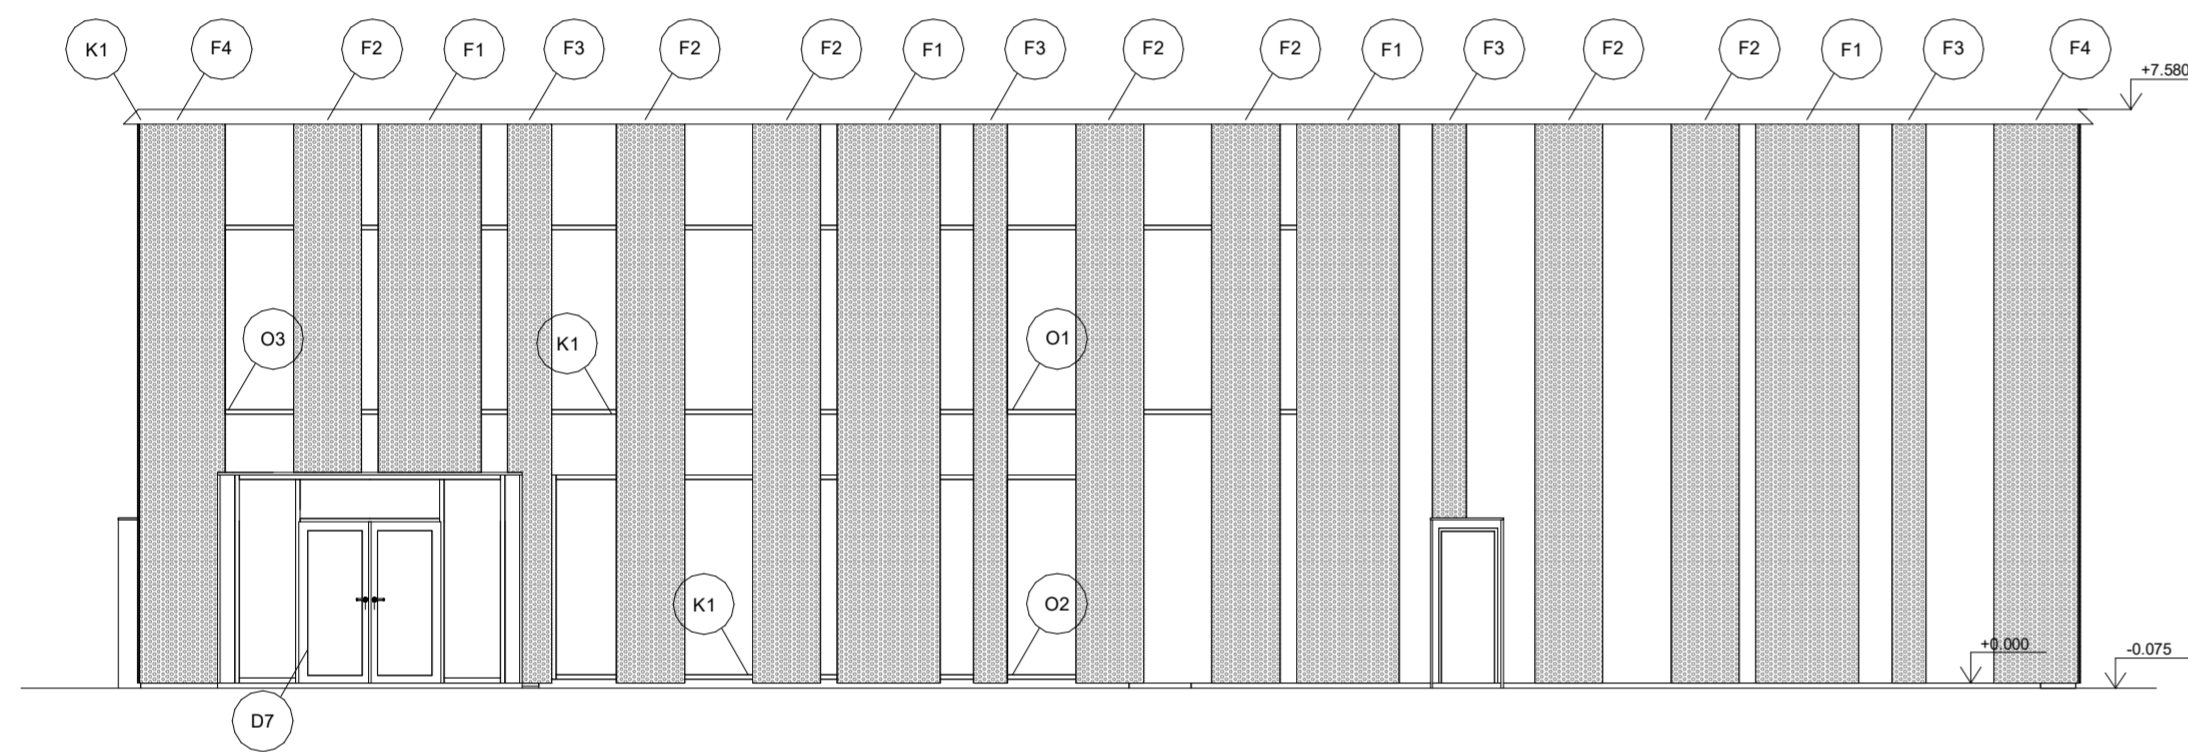 K1 F4 F2 F1 F3 F2 F2 F1 F3 F2 F2 F1 F3 F2 F2 F1 F3 F4
+7.580
O3 K1 O1
K1 O2
+0.000 -0.075
D7